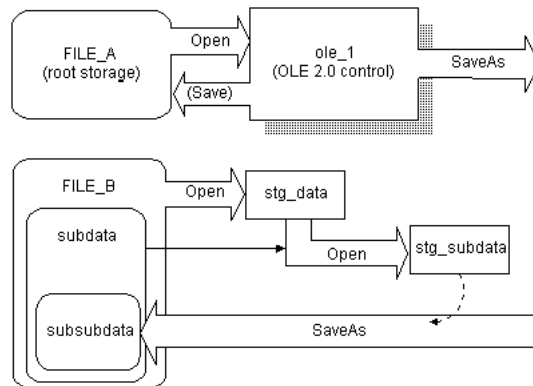 FILE_A
(root storage)
Open
(Save)
ole_1
(OLE 2.0 control)
SaveAs
FILE_B
Open
stg_data
subdata
Open
stg_subdata
subsubdata
SaveAs